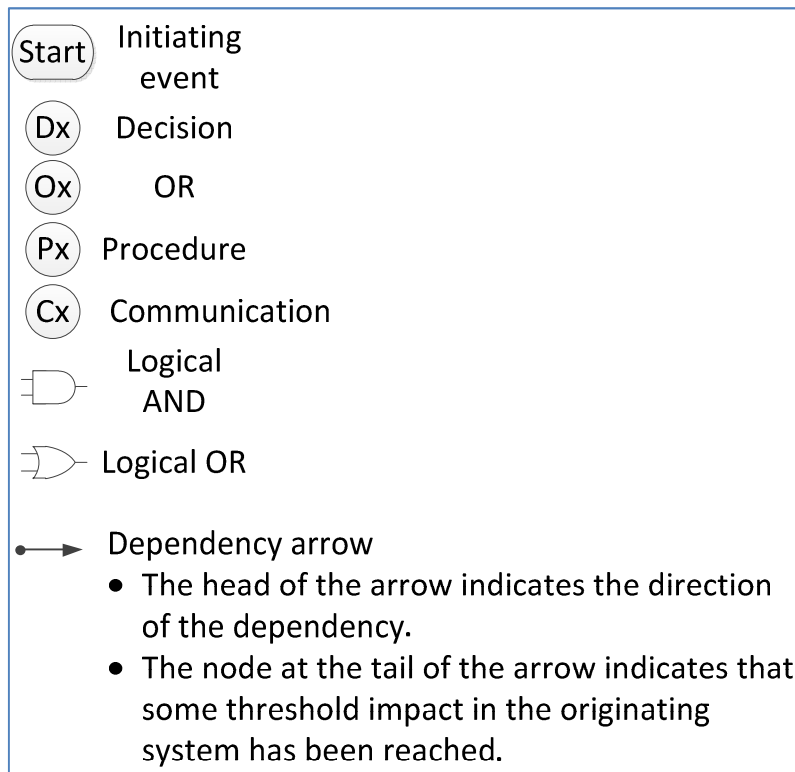 Start Initiating
event
Dx Decision
Ox OR
Px Procedure
Cx Communication
Logical
AND
Logical OR
Dependency arrow
• The head of the arrow indicates the direction
of the dependency.
• The node at the tail of the arrow indicates that
some threshold impact in the originating
system has been reached.